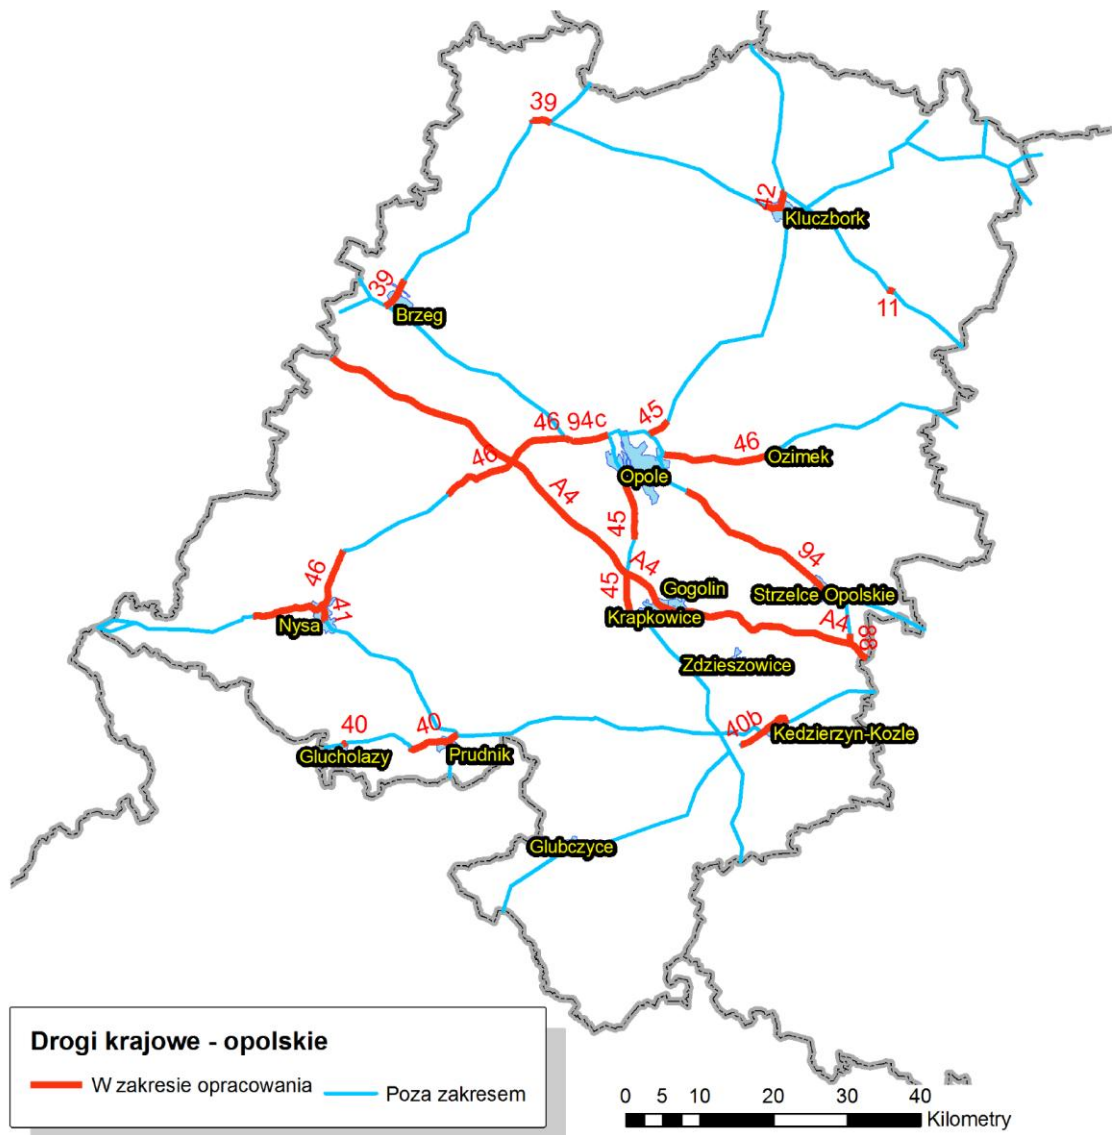 39
42
Kluczbork
39
11
Brzeg
46
94c
45
46
46
Ozimek
Opole
A4
45
94
46
A4
45
Gogolin
Strzelce Opolskie
41
Krapkowice
A4
Nysa
88
Zdzieszowice
40
40
40b
Glucholazy
Prudnik
Kedzierzyn-Kozle
Glubczyce
Drogi krajowe - opolskie
W zakresie opracowania
Poza zakresem
0 5 10 20 30 40
Kilometry